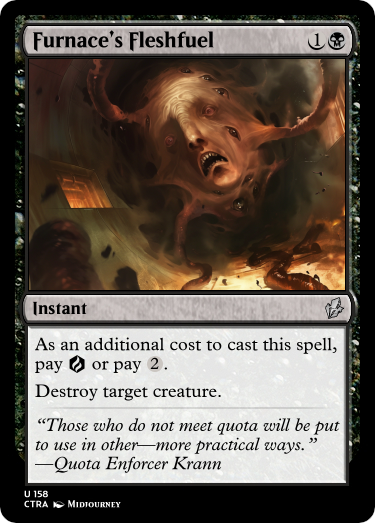 Furnace's Fleshfuel 1
Instant
As an additional cost to cast this spell,
pay or pay 2.
Destroy target creature.
“Those who do not meet quota will be put
to use in other—more practical ways.”
—Quota Enforcer Krann
U 158
CTRA Midjourney